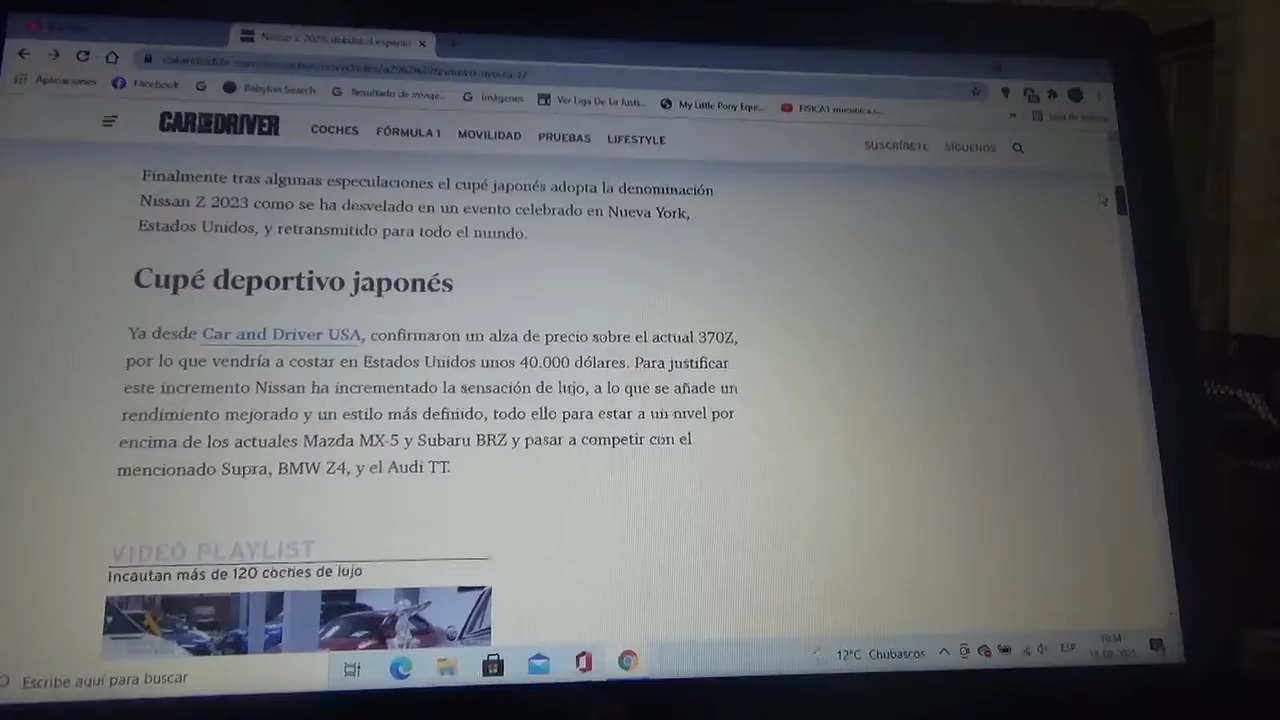 Nissan Z 2023:
Aplicaciones Facebook Babylon Search Resultado de image... Imágenes Ver Liga De La Justi... My Little Pony Eque... FISICA1
CAR AND DRIVER COCHES FÓRMULA 1 MOVILIDAD PRUEBAS LIFESTYLE SUSCRÍBETE SÍGUENOS
Finalmente tras algunas especulaciones el cupé japonés adopta la denominación
Nissan Z 2023 como se ha desvelado en un evento celebrado en Nueva York,
Estados Unidos, y retransmitido para todo el mundo.
Cupé deportivo japonés
Ya desde Car and Driver USA, confirmaron un alza de precio sobre el actual 370Z,
por lo que vendría a costar en Estados Unidos unos 40.000 dólares. Para justificar
este incremento Nissan ha incrementado la sensación de lujo, a lo que se añade un
rendimiento mejorado y un estilo más definido, todo ello para estar a un nivel por
encima de los actuales Mazda MX-5 y Subaru BRZ y pasar a competir con el
mencionado Supra, BMW Z4, y el Audi TT.
VIDEO PLAYLIST
Incautan más de 120 coches de lujo
Escribe aquí para buscar 12°C Chubascos ESP